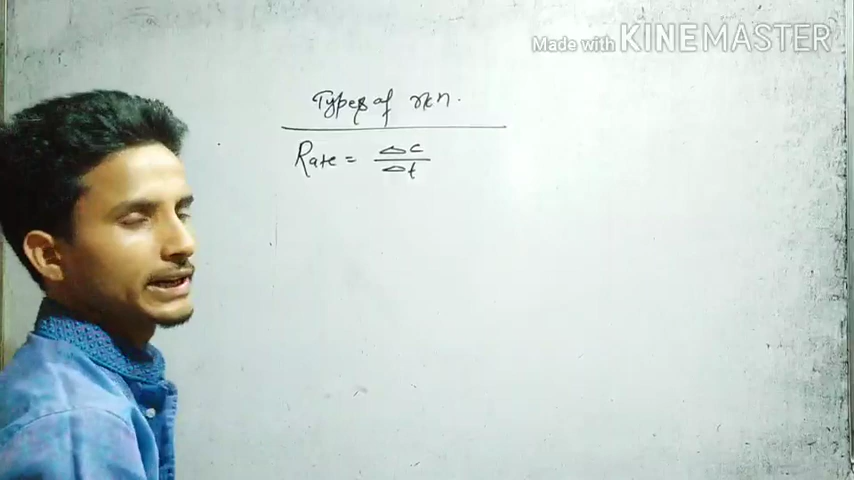 Made with KINEMASTER
Types of rxn.
Rate = Δc/Δt